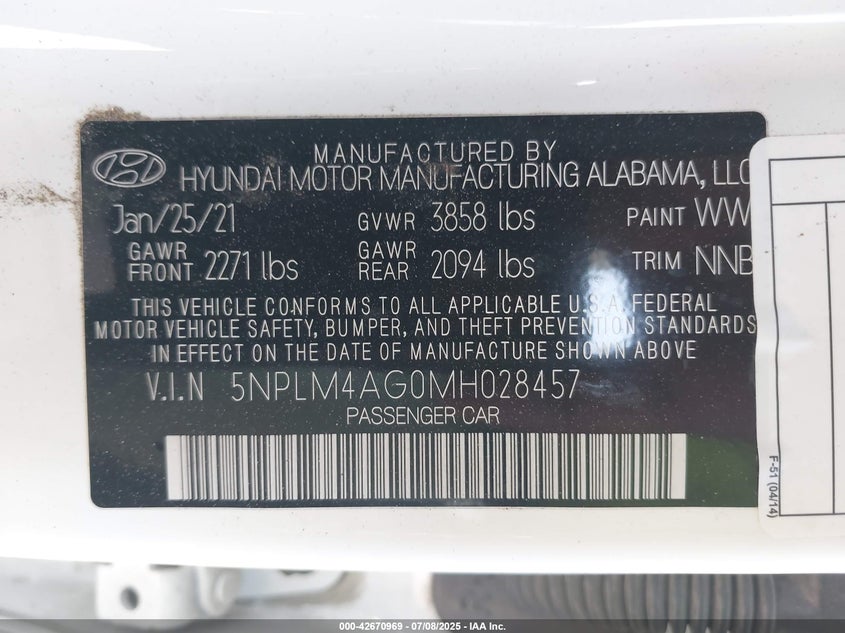 MANUFACTURED BY
HYUNDAI MOTOR MANUFACTURING ALABAMA, LLC
Jan/25/21 GVWR 3858 lbs PAINT WW
GAWR FRONT 2271 lbs GAWR REAR 2094 lbs TRIM NNB
THIS VEHICLE CONFORMS TO ALL APPLICABLE U.S.A. FEDERAL
MOTOR VEHICLE SAFETY, BUMPER, AND THEFT PREVENTION STANDARDS
IN EFFECT ON THE DATE OF MANUFACTURE SHOWN ABOVE
V.I.N 5NPLM4AG0MH028457
PASSENGER CAR
F-51 (04/14)
000-42670969 | 07/08/2025 - IAA Inc.